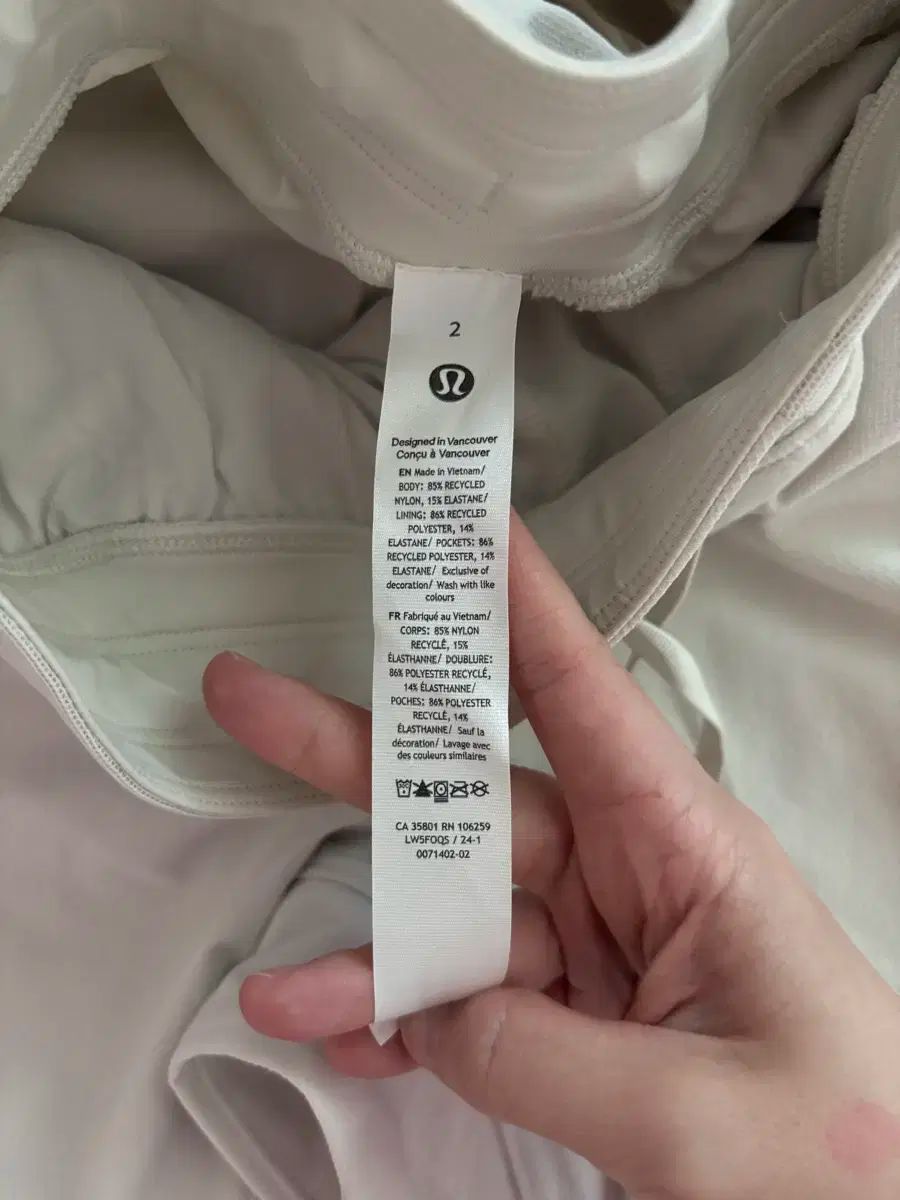 2
Designed in Vancouver
Conçu à Vancouver
EN Made in Vietnam/
BODY: 85% RECYCLED
NYLON, 15% ELASTANE/
LINING: 86% RECYCLED
POLYESTER, 14%
ELASTANE/ POCKETS: 86%
RECYCLED POLYESTER, 14%
ELASTANE/ Exclusive of
decoration/ Wash with like
colours
FR Fabriqué au Vietnam/
CORPS: 85% NYLON
RECYCLÉ, 15%
ÉLASTHANNE/ DOUBLURE:
86% POLYESTER RECYCLÉ,
14% ÉLASTHANNE/
POCHES: 86% POLYESTER
RECYCLÉ, 14%
ÉLASTHANNE/ Sauf la
décoration/ Lavage avec
des couleurs similaires
CA 35801 RN 106259
LW5FOQS / 24-1
0071402-02